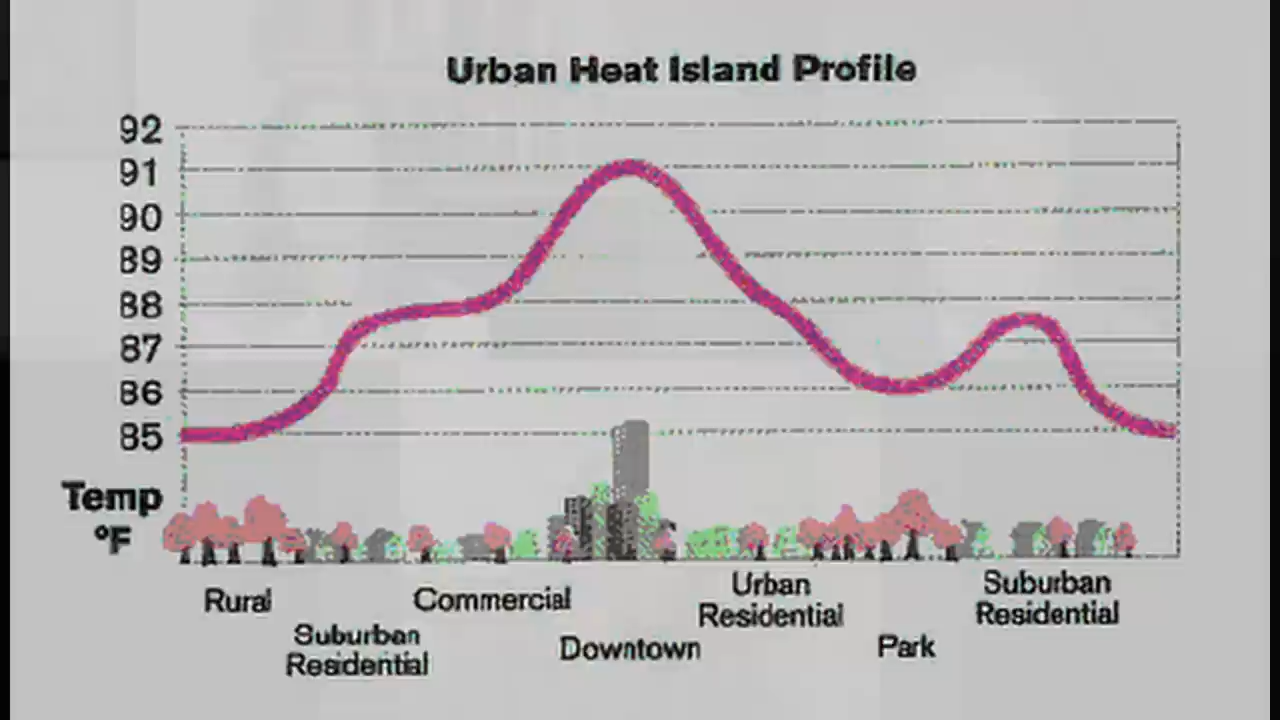 Urban Heat Island Profile
92
91
90
89
88
87
86
85
Temp
°F
Rural
Suburban
Residential
Commercial
Downtown
Urban
Residential
Park
Suburban
Residential